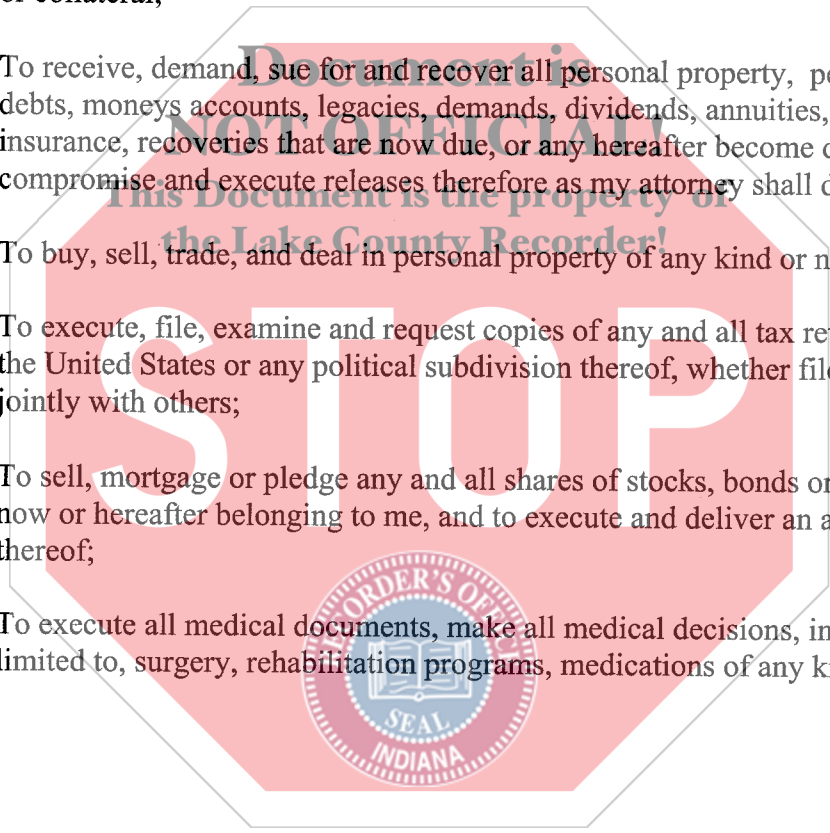 or collateral;
To receive, demand, sue for and recover all personal property,
debts, moneys accounts, legacies, demands, dividends, annuities,
insurance, recoveries that are now due, or any hereafter become
compromise and execute releases therefore as my attorney shall
To buy, sell, trade, and deal in personal property of any kind or
To execute, file, examine and request copies of any and all tax
the United States or any political subdivision thereof, whether
jointly with others;
To sell, mortgage or pledge any and all shares of stocks, bonds or
now or hereafter belonging to me, and to execute and deliver an
thereof;
To execute all medical documents, make all medical decisions,
limited to, surgery, rehabilitation programs, medications of any
Document is
NOT OFFICIAL!
This Document is the property of
the Lake County Recorder!
STOP
RECORDER'S OFFICE
SEAL
INDIANA